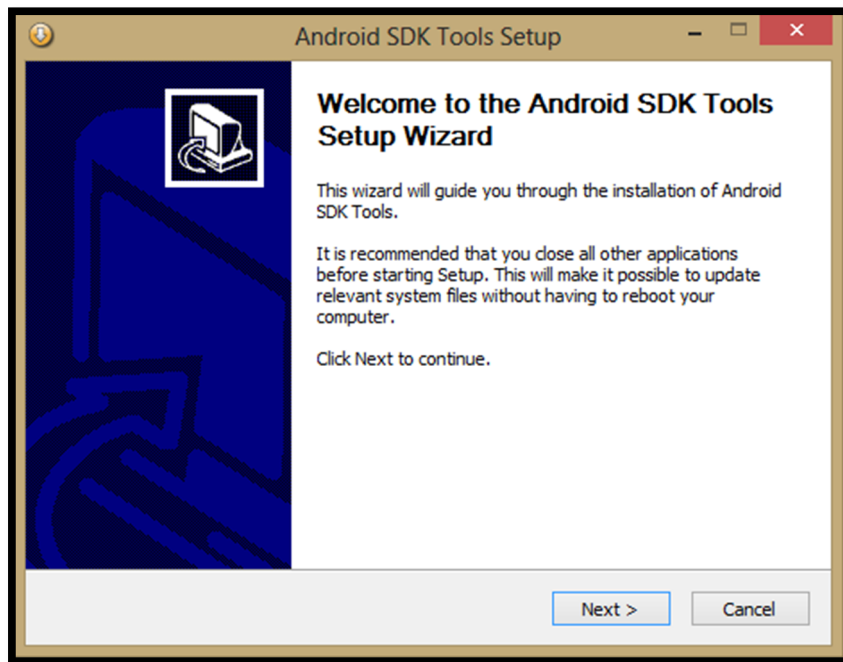 Android SDK Tools Setup
Welcome to the Android SDK Tools
Setup Wizard
This wizard will guide you through the installation of Android
SDK Tools.
It is recommended that you close all other applications
before starting Setup. This will make it possible to update
relevant system files without having to reboot your
computer.
Click Next to continue.
Next >
Cancel